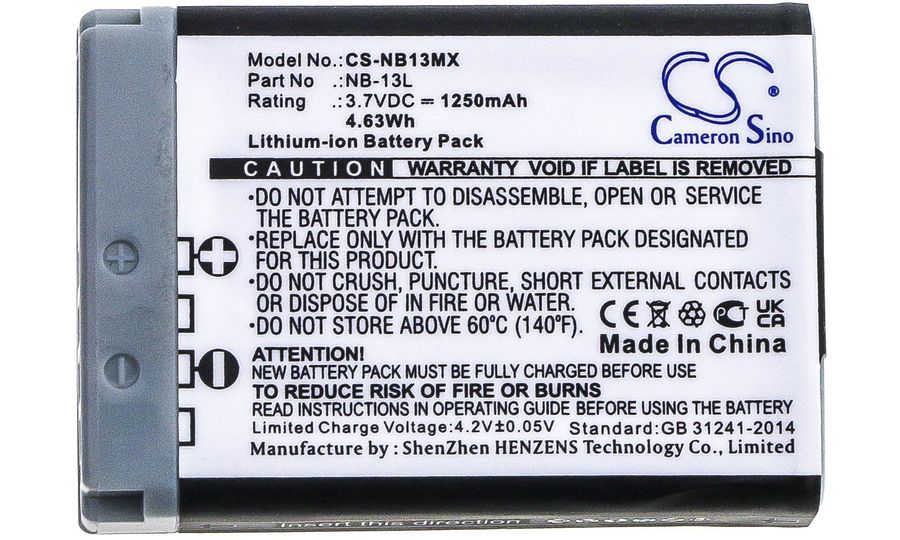 Model No.:CS-NB13MX
Part No .:NB-13L
Rating .:3.7VDC ⎓ 1250mAh
4.63Wh
Lithium-ion Battery Pack
CS®
Cameron Sino
CAUTION WARRANTY VOID IF LABEL IS REMOVED
•DO NOT ATTEMPT TO DISASSEMBLE, OPEN OR SERVICE
THE BATTERY PACK.
•REPLACE ONLY WITH THE BATTERY PACK DESIGNATED
FOR THIS PRODUCT.
•DO NOT CRUSH, PUNCTURE, SHORT EXTERNAL CONTACTS
OR DISPOSE OF IN FIRE OR WATER.
•DO NOT STORE ABOVE 60°C (140°F).
CE UK CA
Made In China
ATTENTION!
NEW BATTERY PACK MUST BE FULLY CHARGED BEFORE USE
TO REDUCE RISK OF FIRE OR BURNS
READ INSTRUCTIONS IN OPERATING GUIDE BEFORE USING THE BATTERY
Limited Charge Voltage:4.2V±0.05V Standard:GB 31241-2014
Manufactured by : ShenZhen HENZENS Technology Co., Limited
Insert this direction